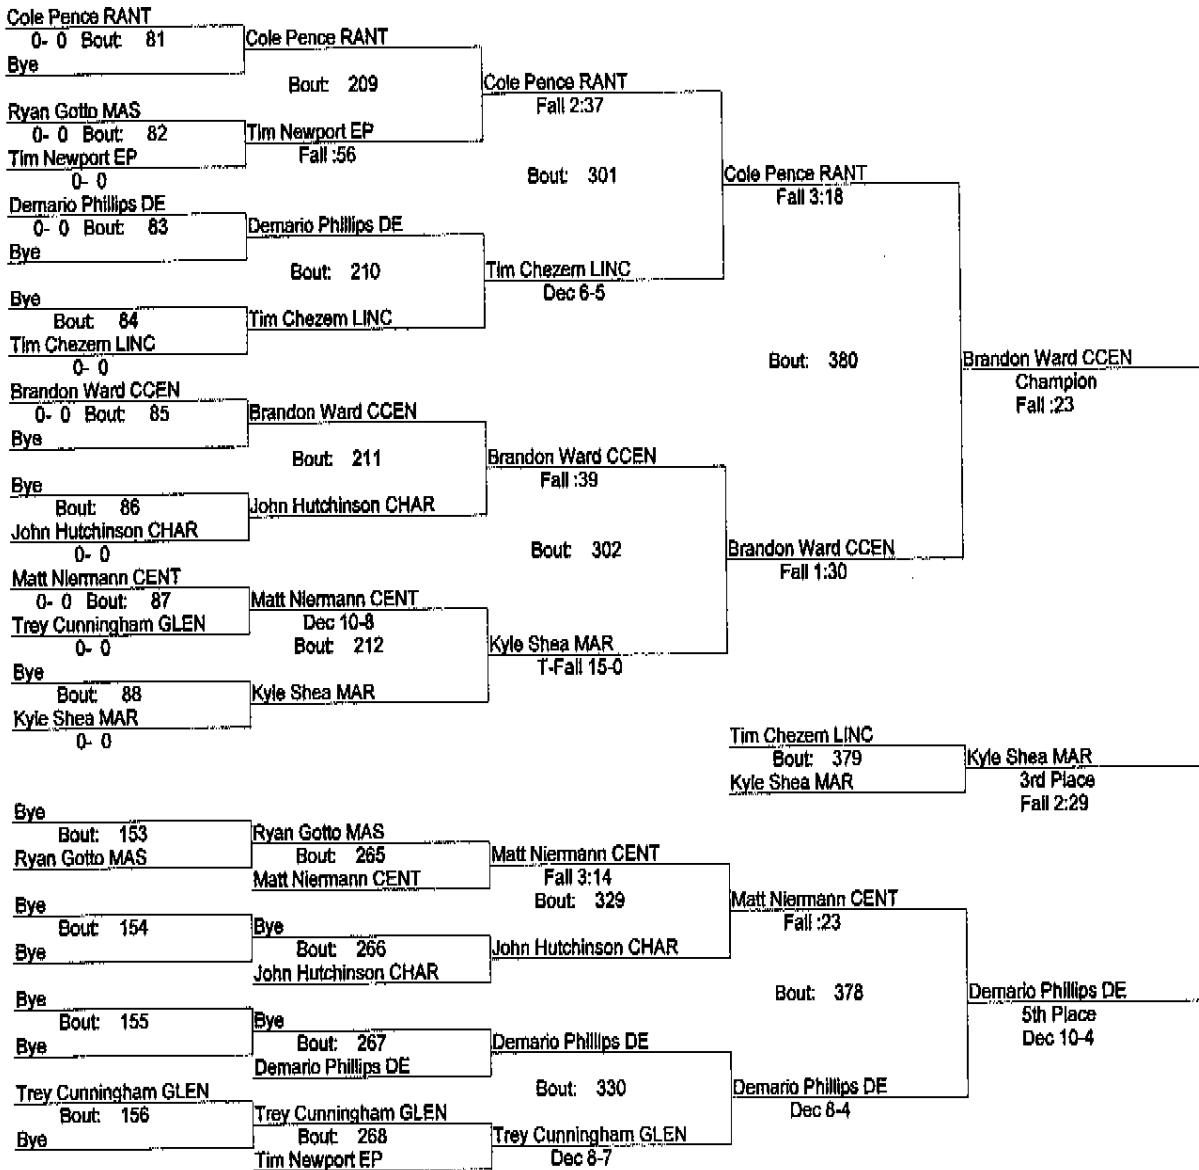 Cole Pence RANT
0- 0 Bout: 81
Bye
Cole Pence RANT
Bout: 209
Ryan Gotto MAS
0- 0 Bout: 82
Tim Newport EP
0- 0
Tim Newport EP
Fall :56
Cole Pence RANT
Fall 2:37
Bout: 301
Demario Phillips DE
0- 0 Bout: 83
Bye
Demario Phillips DE
Bout: 210
Bye
Bout: 84
Tim Chezem LINC
0- 0
Tim Chezem LINC
Tim Chezem LINC
Dec 6-5
Cole Pence RANT
Fall 3:18
Bout: 380
Brandon Ward CCEN
0- 0 Bout: 85
Bye
Brandon Ward CCEN
Bout: 211
Bye
Bout: 86
John Hutchinson CHAR
0- 0
John Hutchinson CHAR
Brandon Ward CCEN
Fall :39
Bout: 302
Matt Niermann CENT
0- 0 Bout: 87
Trey Cunningham GLEN
0- 0
Matt Niermann CENT
Dec 10-8
Bout: 212
Bye
Bout: 88
Kyle Shea MAR
0- 0
Kyle Shea MAR
Kyle Shea MAR
T-Fall 15-0
Brandon Ward CCEN
Fall 1:30
Brandon Ward CCEN
Champion
Fall :23
Tim Chezem LINC
Bout: 379
Kyle Shea MAR
Kyle Shea MAR
3rd Place
Fall 2:29
Bye
Bout: 153
Ryan Gotto MAS
Ryan Gotto MAS
Bout: 265
Matt Niermann CENT
Matt Niermann CENT
Fall 3:14
Bout: 329
Bye
Bout: 154
Bye
Bye
Bout: 266
John Hutchinson CHAR
John Hutchinson CHAR
Matt Niermann CENT
Fall :23
Bout: 378
Bye
Bout: 155
Bye
Bye
Bout: 267
Demario Phillips DE
Demario Phillips DE
Bout: 330
Trey Cunningham GLEN
Bout: 156
Bye
Trey Cunningham GLEN
Bout: 268
Tim Newport EP
Trey Cunningham GLEN
Dec 8-7
Demario Phillips DE
Dec 8-4
Demario Phillips DE
5th Place
Dec 10-4